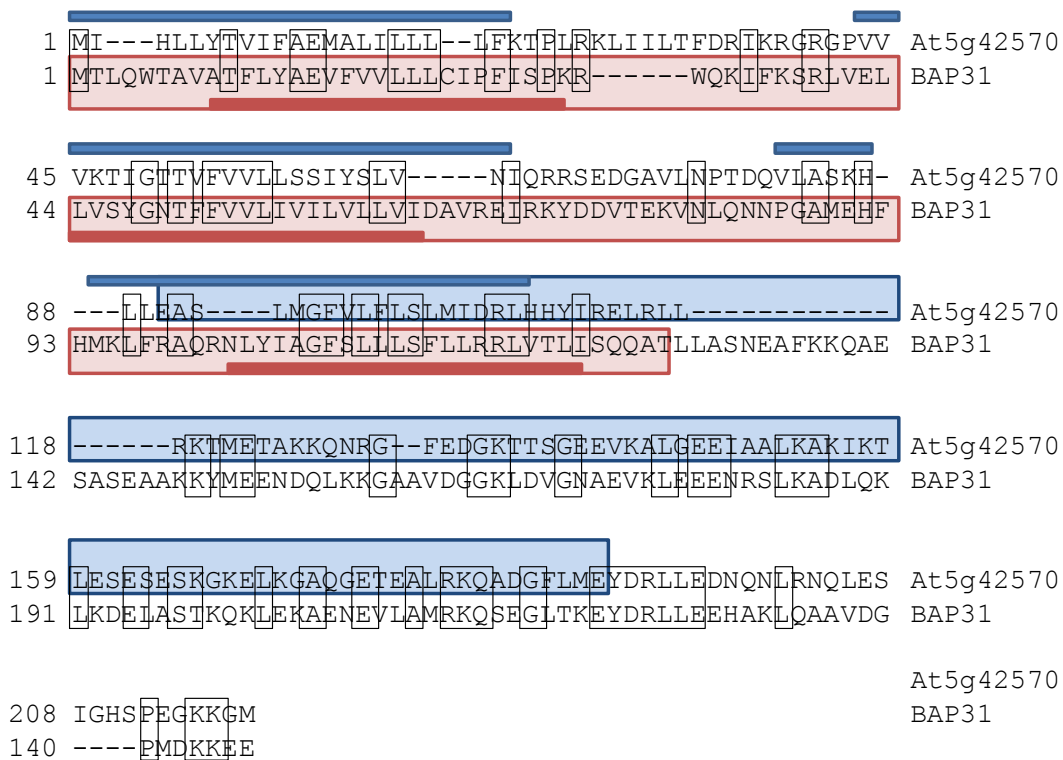 1 MI---HLLYTVIFAEMALILLL--LFKTPLRKLIILTFDRIKRGRGPVV At5g42570
1 MTLQWTAVATFLYAEVFVVLLLCIPFISPKR------WQKIFKSRLVEL BAP31
45 VKTIGTTVFVVLLSSIYSLV-----NIQRRSEDGAVLNPTDQVLASKH- At5g42570
44 LVSYGNTFFVVLIVILVLLVIDAVREIRKYDDVTEKVNLQNNPGAMEHF BAP31
88 ---LLEAS----LMGFVLFLSLMIDRLHHYIRELRLL------------ At5g42570
93 HMKLFRAQRNLYIAGFSLLLSFLLRRLVTLISQQATLLASNEAFKKQAE BAP31
118 ------RKTMETAKKQNRG--FEDGKTTSGEEVKALGEEIAALKAKIKT At5g42570
142 SASEAAKKYMEENDQLKKGAAVDGGKLDVGNAEVKLEEENRSLKADLQK BAP31
159 LESESESKGKELKGAQGETEALRKQADGFLMEYDRLLEDNQNLRNQLES At5g42570
191 LKDELASTKQKLEKAENEVLAMRKQSEGLTKEYDRLLEEHAKLQAAVDG BAP31
At5g42570
208 IGHSPEGKKGM BAP31
140 ----PMDKKEE